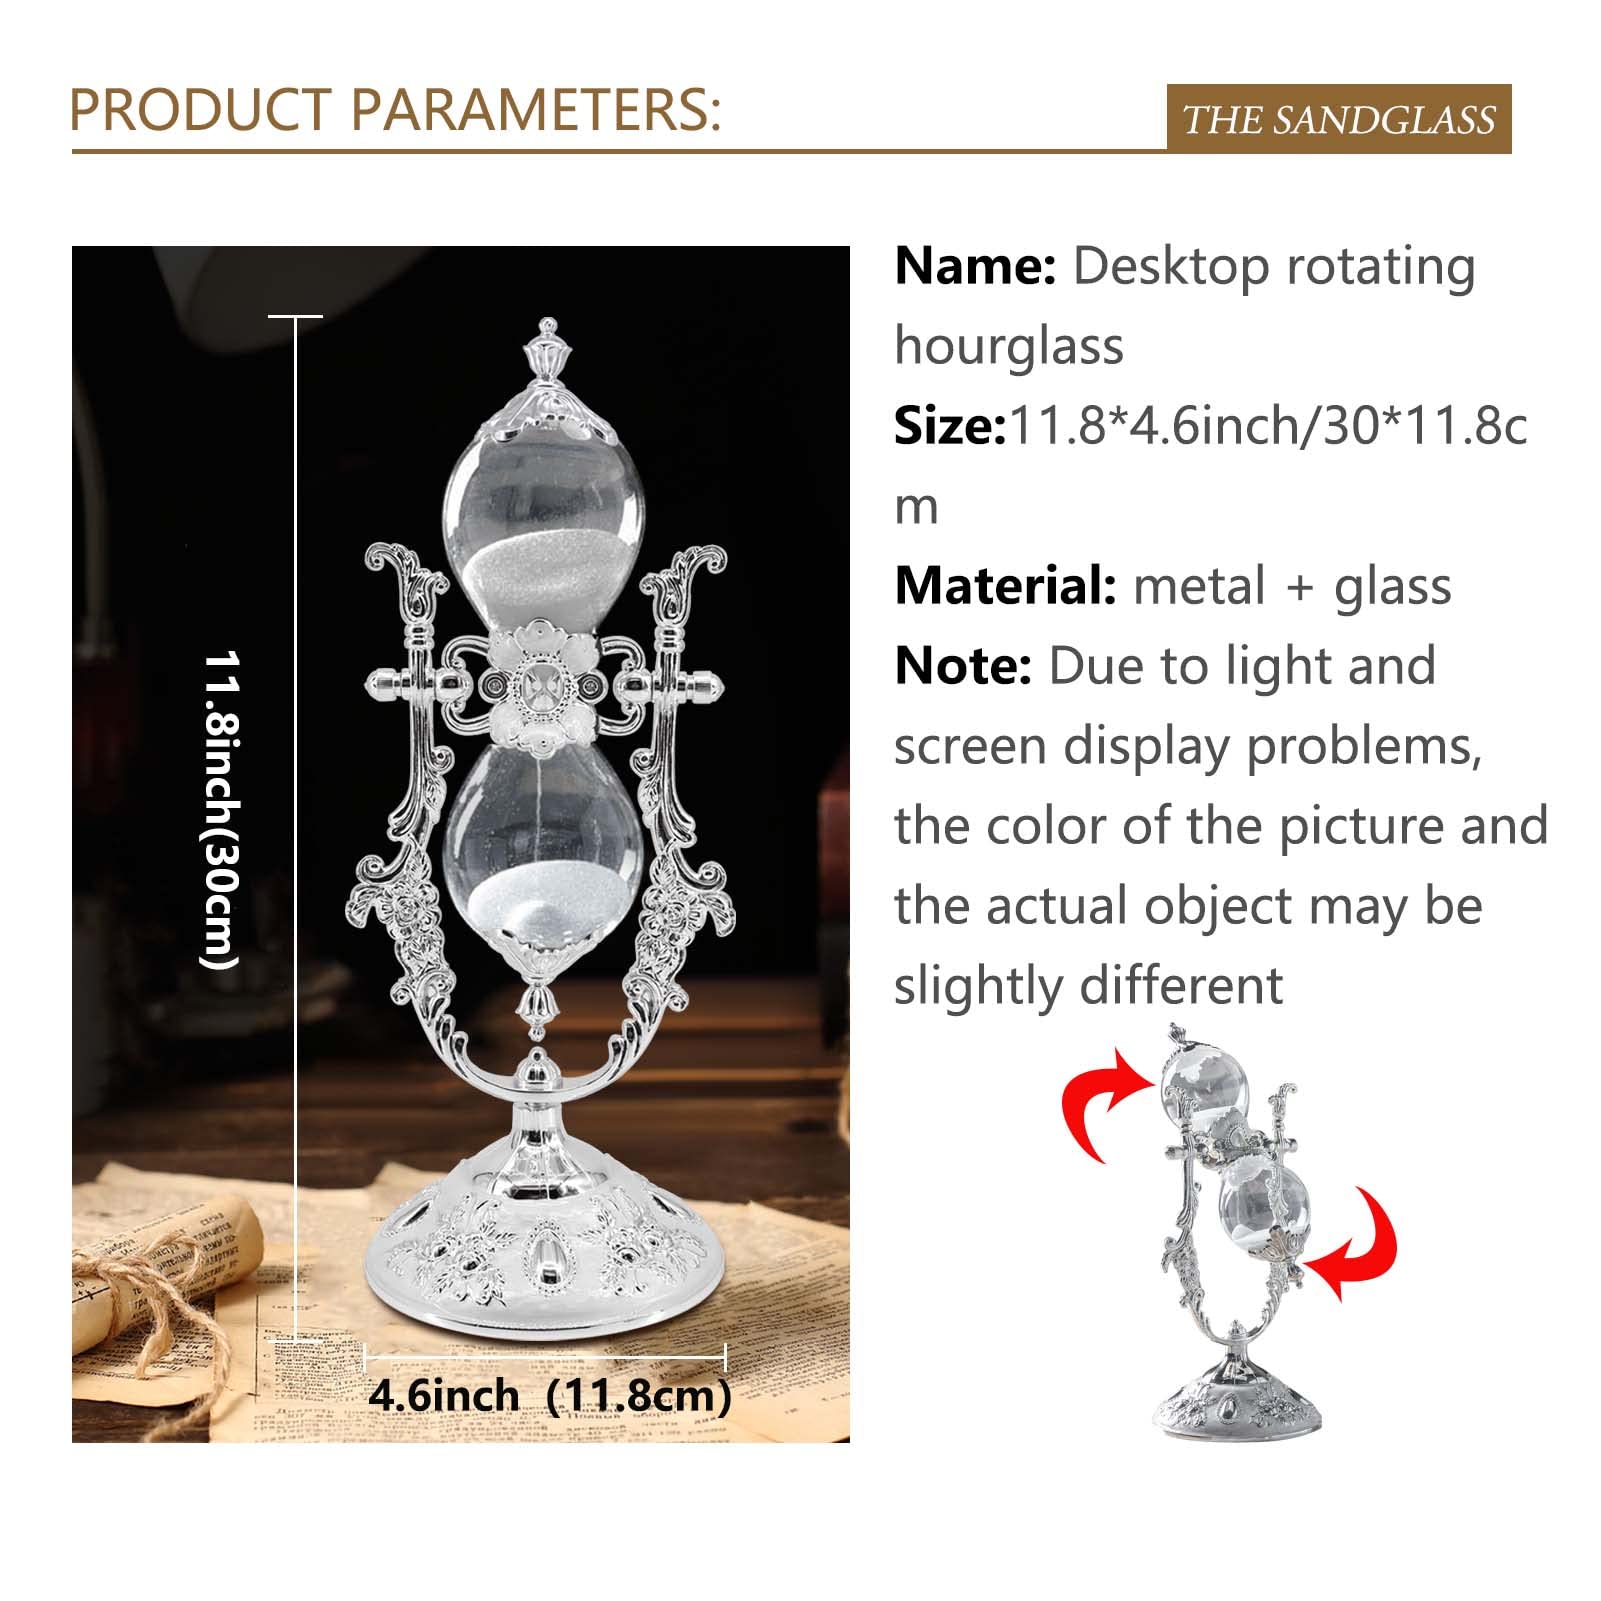 PRODUCT PARAMETERS:
THE SANDGLASS
Name: Desktop rotating
hourglass
Size:11.8*4.6inch/30*11.8c
m
Material: metal + glass
Note: Due to light and
screen display problems,
the color of the picture and
the actual object may be
slightly different
11.8inch(30cm)
4.6inch (11.8cm)